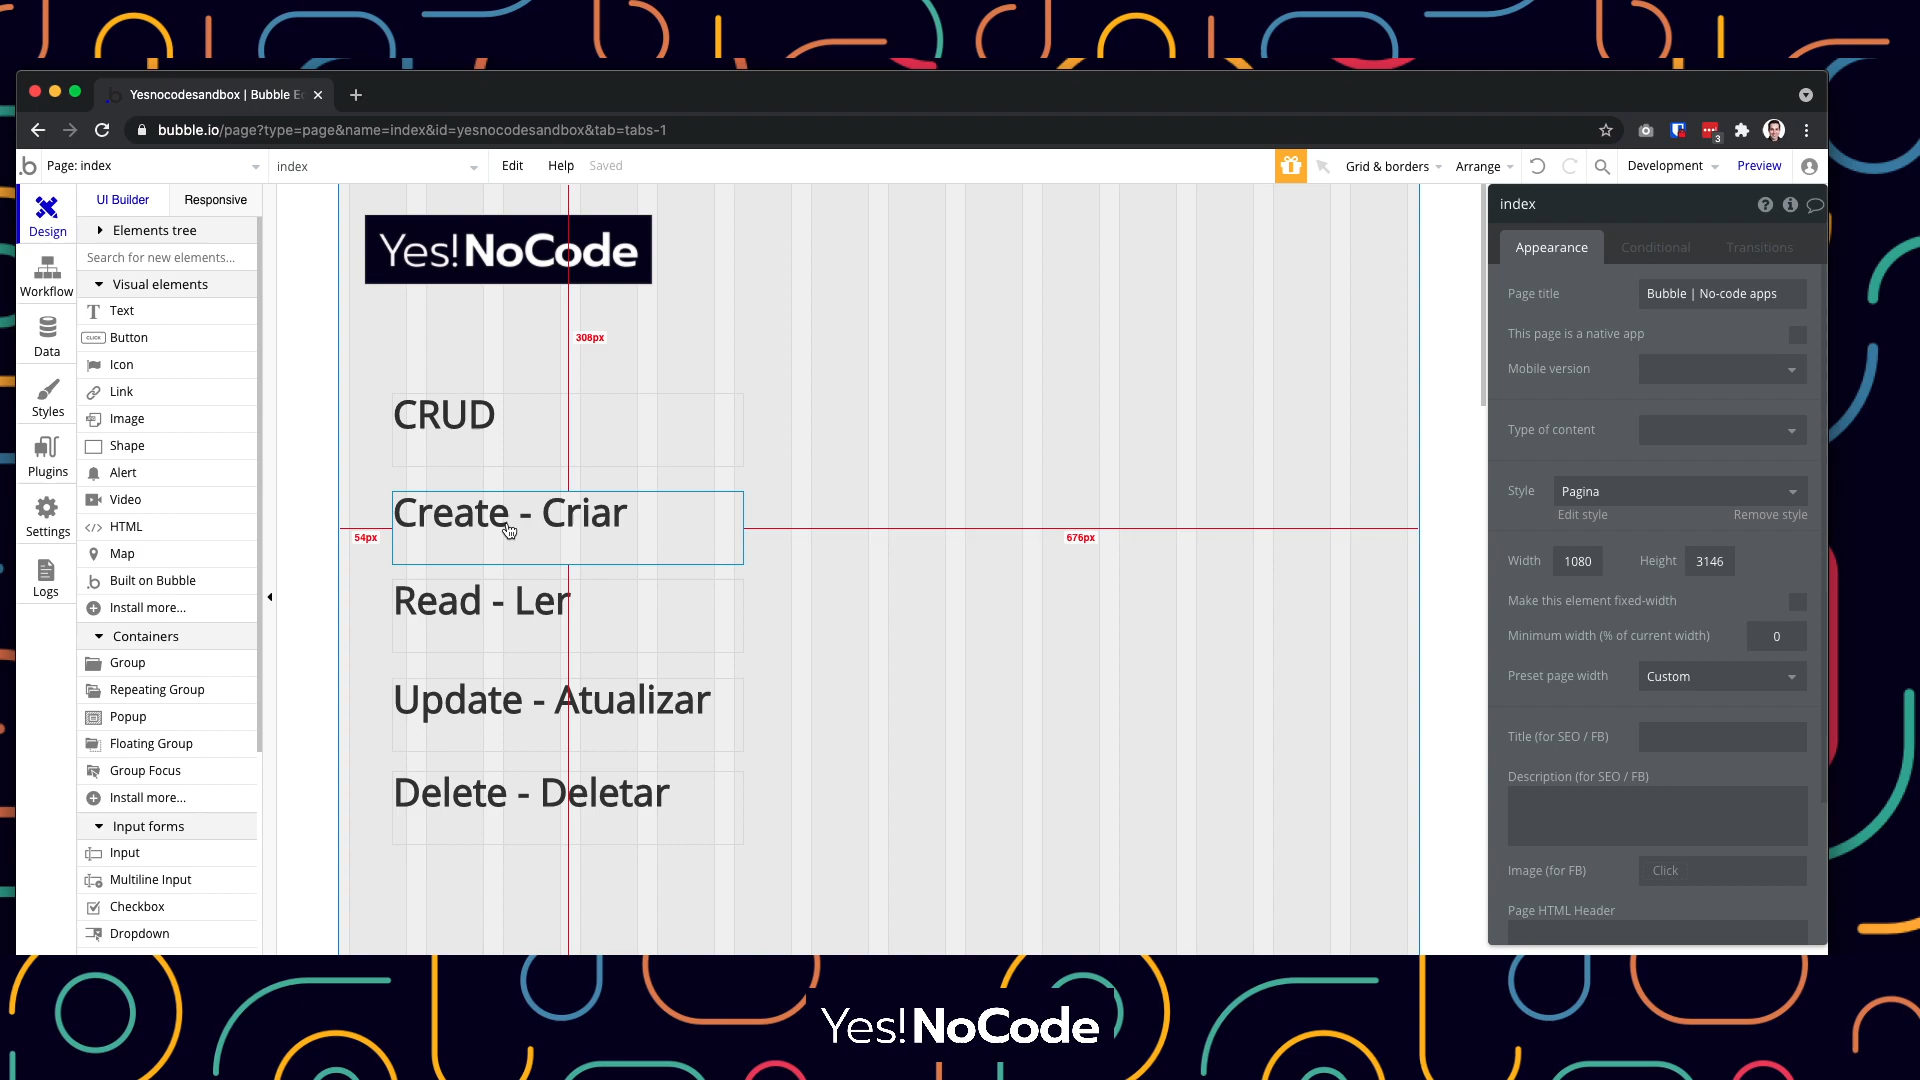 Yesnocodesandbox | Bubble E
bubble.io/page?type=page&name=index&id=yesnocodesandbox&tab=tabs-1
3
Page: index
index
Edit
Help
Saved
Grid & borders
Arrange
Development
Preview
Design
Workflow
Data
Styles
Plugins
Settings
Logs
UI Builder
Responsive
Elements tree
Search for new elements...
Visual elements
Text
CLICK Button
Icon
Link
Image
Shape
Alert
Video
HTML
Map
Built on Bubble
Install more...
Containers
Group
Repeating Group
Popup
Floating Group
Group Focus
Install more...
Input forms
Input
Multiline Input
Checkbox
Dropdown
Yes!NoCode
308px
CRUD
Create - Criar
54px
676px
Read - Ler
Update - Atualizar
Delete - Deletar
index
Appearance
Conditional
Transitions
Page title
Bubble | No-code apps
This page is a native app
Mobile version
Type of content
Style
Pagina
Edit style
Remove style
Width
1080
Height
3146
Make this element fixed-width
Minimum width (% of current width)
0
Preset page width
Custom
Title (for SEO / FB)
Description (for SEO / FB)
Image (for FB)
Click
Page HTML Header
Yes!NoCode